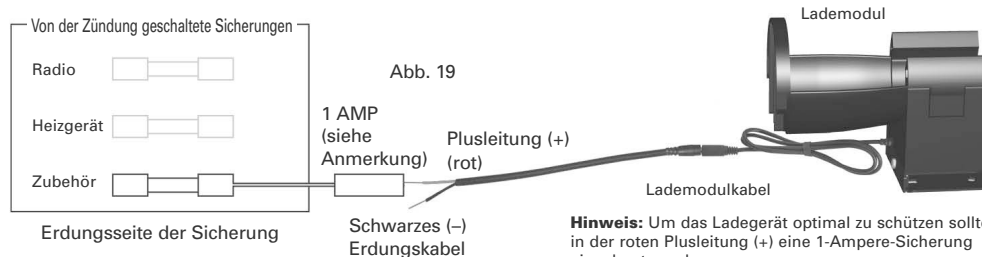 Lademodul
Von der Zündung geschaltete Sicherungen
Radio
Abb. 19
1 AMP
(siehe
Anmerkung)
Plusleitung (+)
(rot)
Heizgerät
Zubehör
Lademodulkabel
Schwarzes (–)
Erdungskabel
Erdungsseite der Sicherung
Hinweis: Um das Ladegerät optimal zu schützen sollte
in der roten Plusleitung (+) eine 1-Ampere-Sicherung